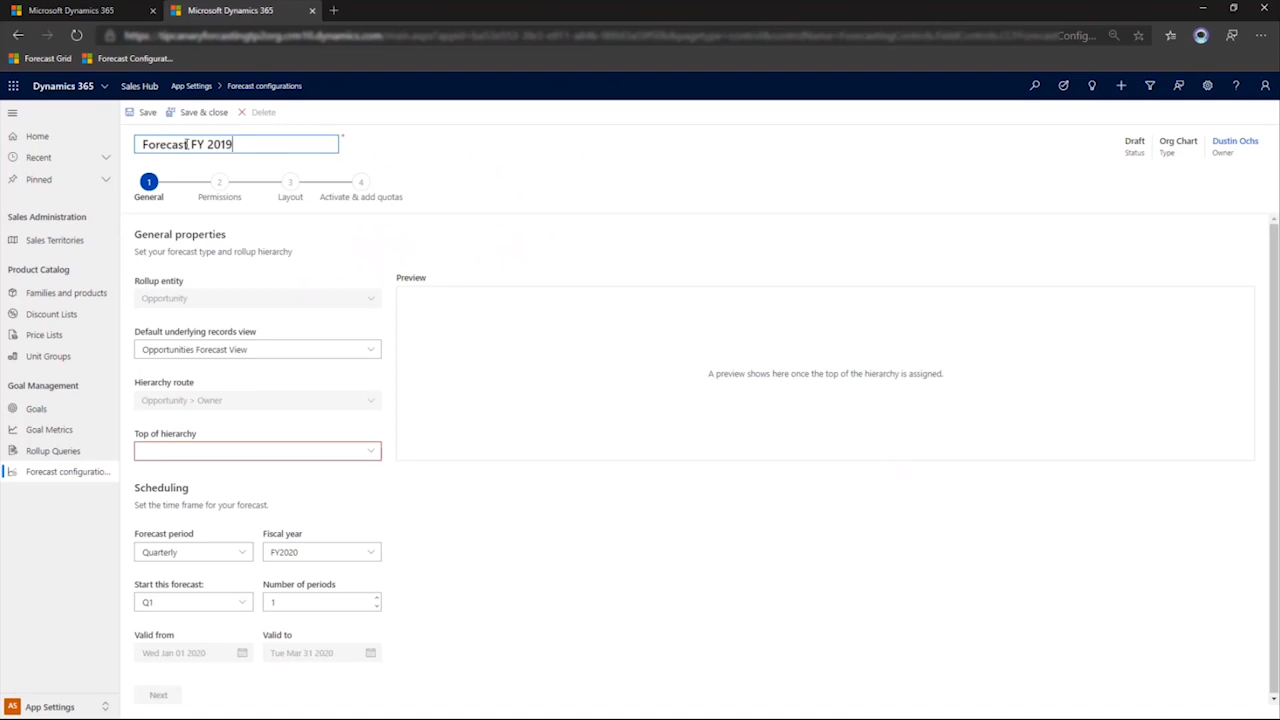 Microsoft Dynamics 365
Microsoft Dynamics 365
Config...
Forecast Grid
Forecast Configurat...
Dynamics 365
Sales Hub
App Settings > Forecast configurations
Save
Save & close
Delete
Forecast FY 2019
*
Draft
Status
Org Chart
Type
Dustin Ochs
Owner
1
General
2
Permissions
3
Layout
4
Activate & add quotas
Home
Recent
Pinned
Sales Administration
Sales Territories
Product Catalog
Families and products
Discount Lists
Price Lists
Unit Groups
Goal Management
Goals
Goal Metrics
Rollup Queries
Forecast configuratio...
AS
App Settings
General properties
Set your forecast type and rollup hierarchy
Rollup entity
Opportunity
Default underlying records view
Opportunities Forecast View
Hierarchy route
Opportunity > Owner
Top of hierarchy
Preview
A preview shows here once the top of the hierarchy is assigned.
Scheduling
Set the time frame for your forecast.
Forecast period
Fiscal year
Quarterly
FY2020
Start this forecast:
Number of periods
Q1
1
Valid from
Valid to
Wed Jan 01 2020
Tue Mar 31 2020
Next